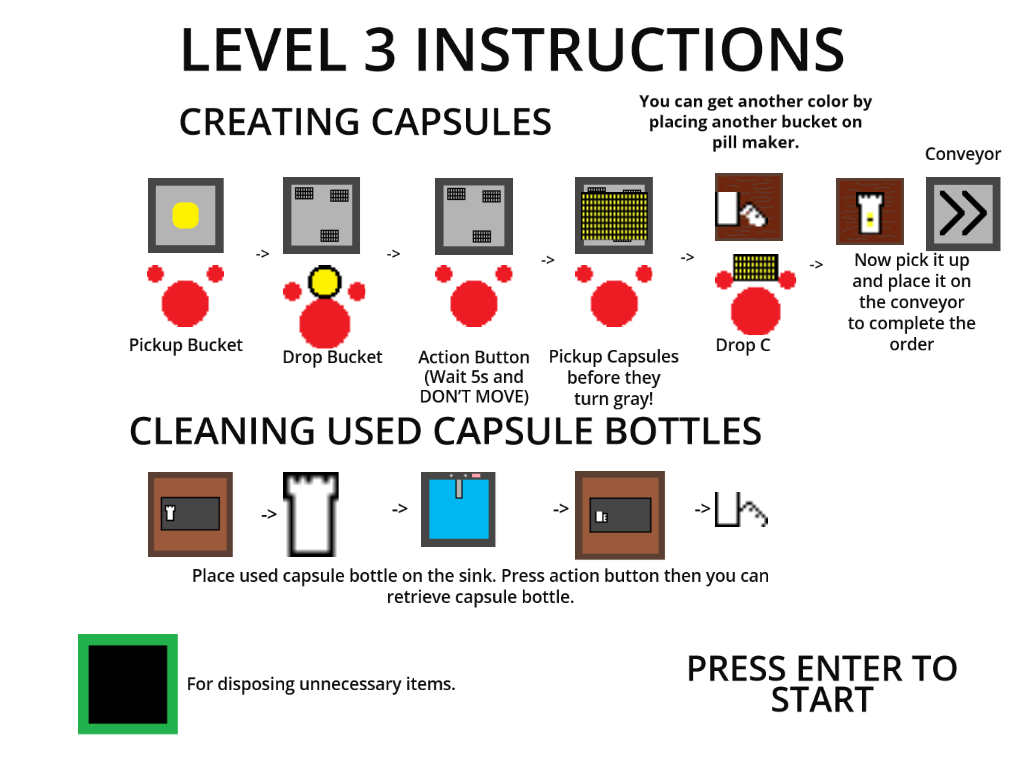 LEVEL 3 INSTRUCTIONS
CREATING CAPSULES
You can get another color by
placing another bucket on
pill maker.
Conveyor
->
->
->
->
->
Pickup Bucket
Drop Bucket
Action Button
(Wait 5s and
DON'T MOVE)
Pickup Capsules
before they
turn gray!
Drop C
Now pick it up
and place it on
the conveyor
to complete the
order
CLEANING USED CAPSULE BOTTLES
->
->
->
->
Place used capsule bottle on the sink. Press action button then you can
retrieve capsule bottle.
For disposing unnecessary items.
PRESS ENTER TO
START